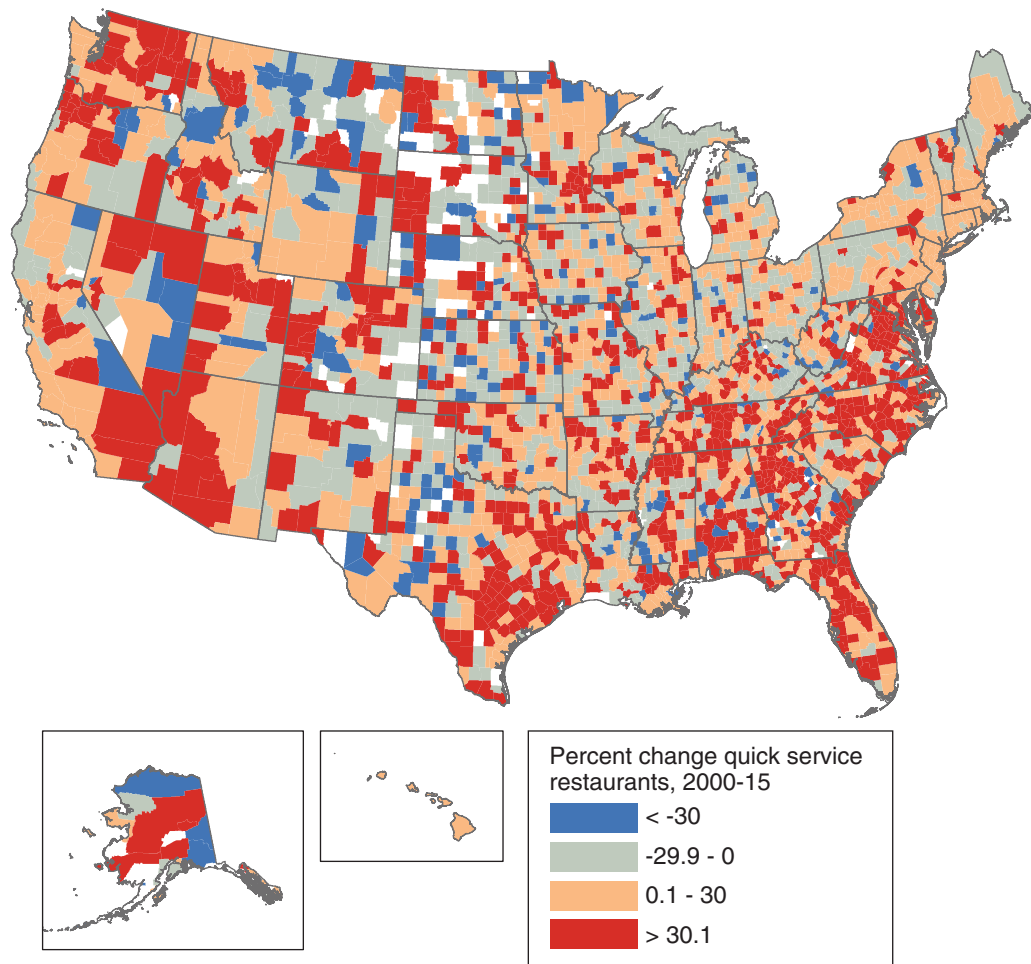 Percent change quick service
restaurants, 2000-15
< -30
-29.9 - 0
0.1 - 30
> 30.1